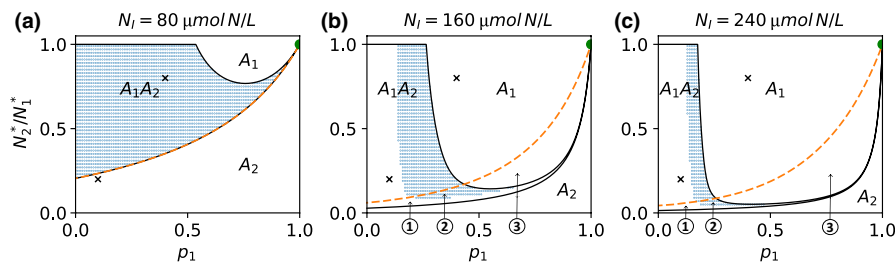 (a) N_I = 80 µmol N/L
(b) N_I = 160 µmol N/L
(c) N_I = 240 µmol N/L
N_2^*/N_1^*
1.0
0.5
0.0
A_1
A_1A_2
A_2
0.0 0.5 1.0
p_1
1.0
0.5
0.0
A_1A_2
A_1
A_2
① ② ③
0.0 0.5 1.0
p_1
1.0
0.5
0.0
A_1A_2
A_1
A_2
① ② ③
0.0 0.5 1.0
p_1